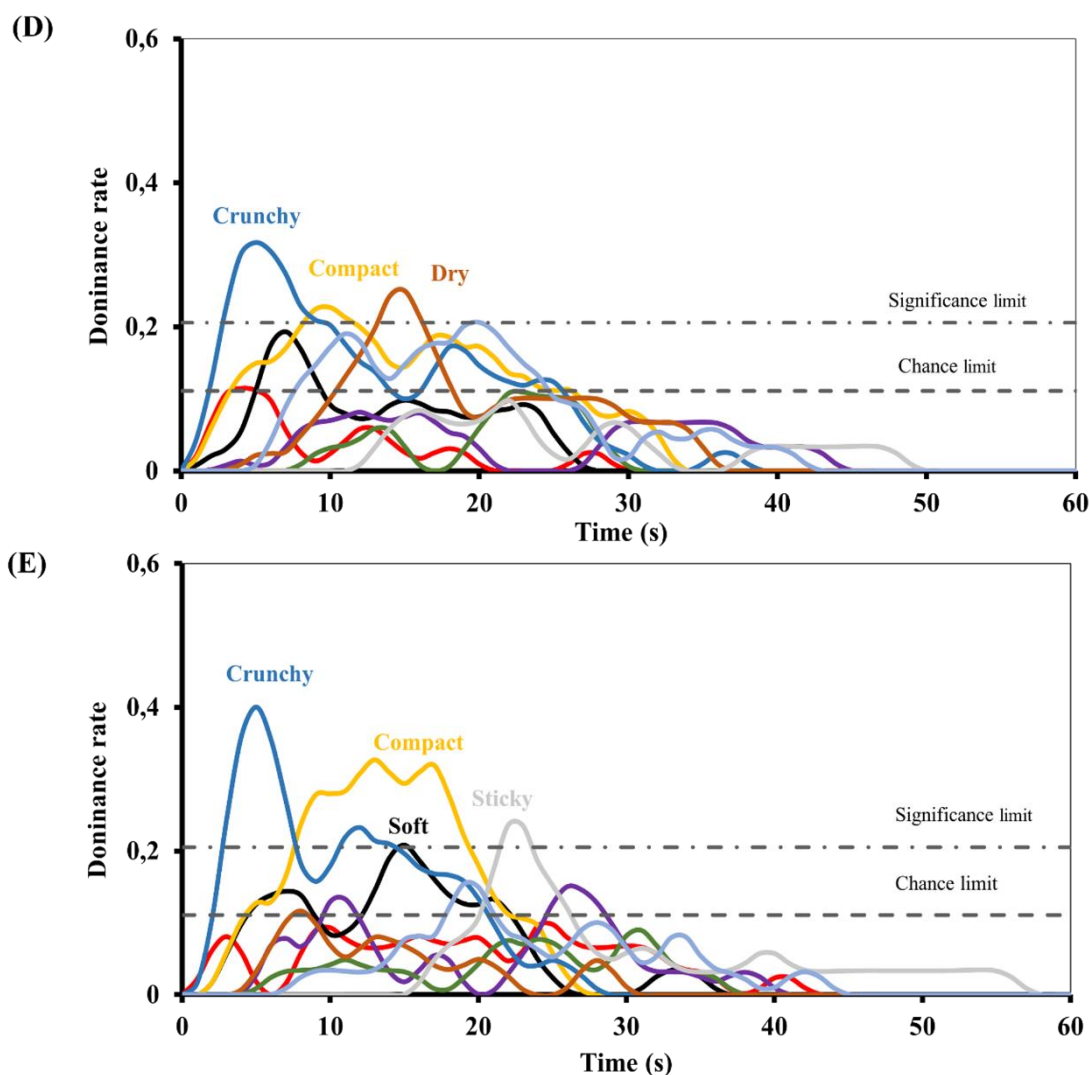 (D)
0,6
0,4
0,2
0
Doninance rate
Crunchy
Compact
Dry
Significance limit
Chance limit
0 10 20 30 40 50 60
Time (s)
(E)
0,6
0,4
0,2
0
Doninance rate
Crunchy
Compact
Sticky
Soft
Significance limit
Chance limit
0 10 20 30 40 50 60
Time (s)